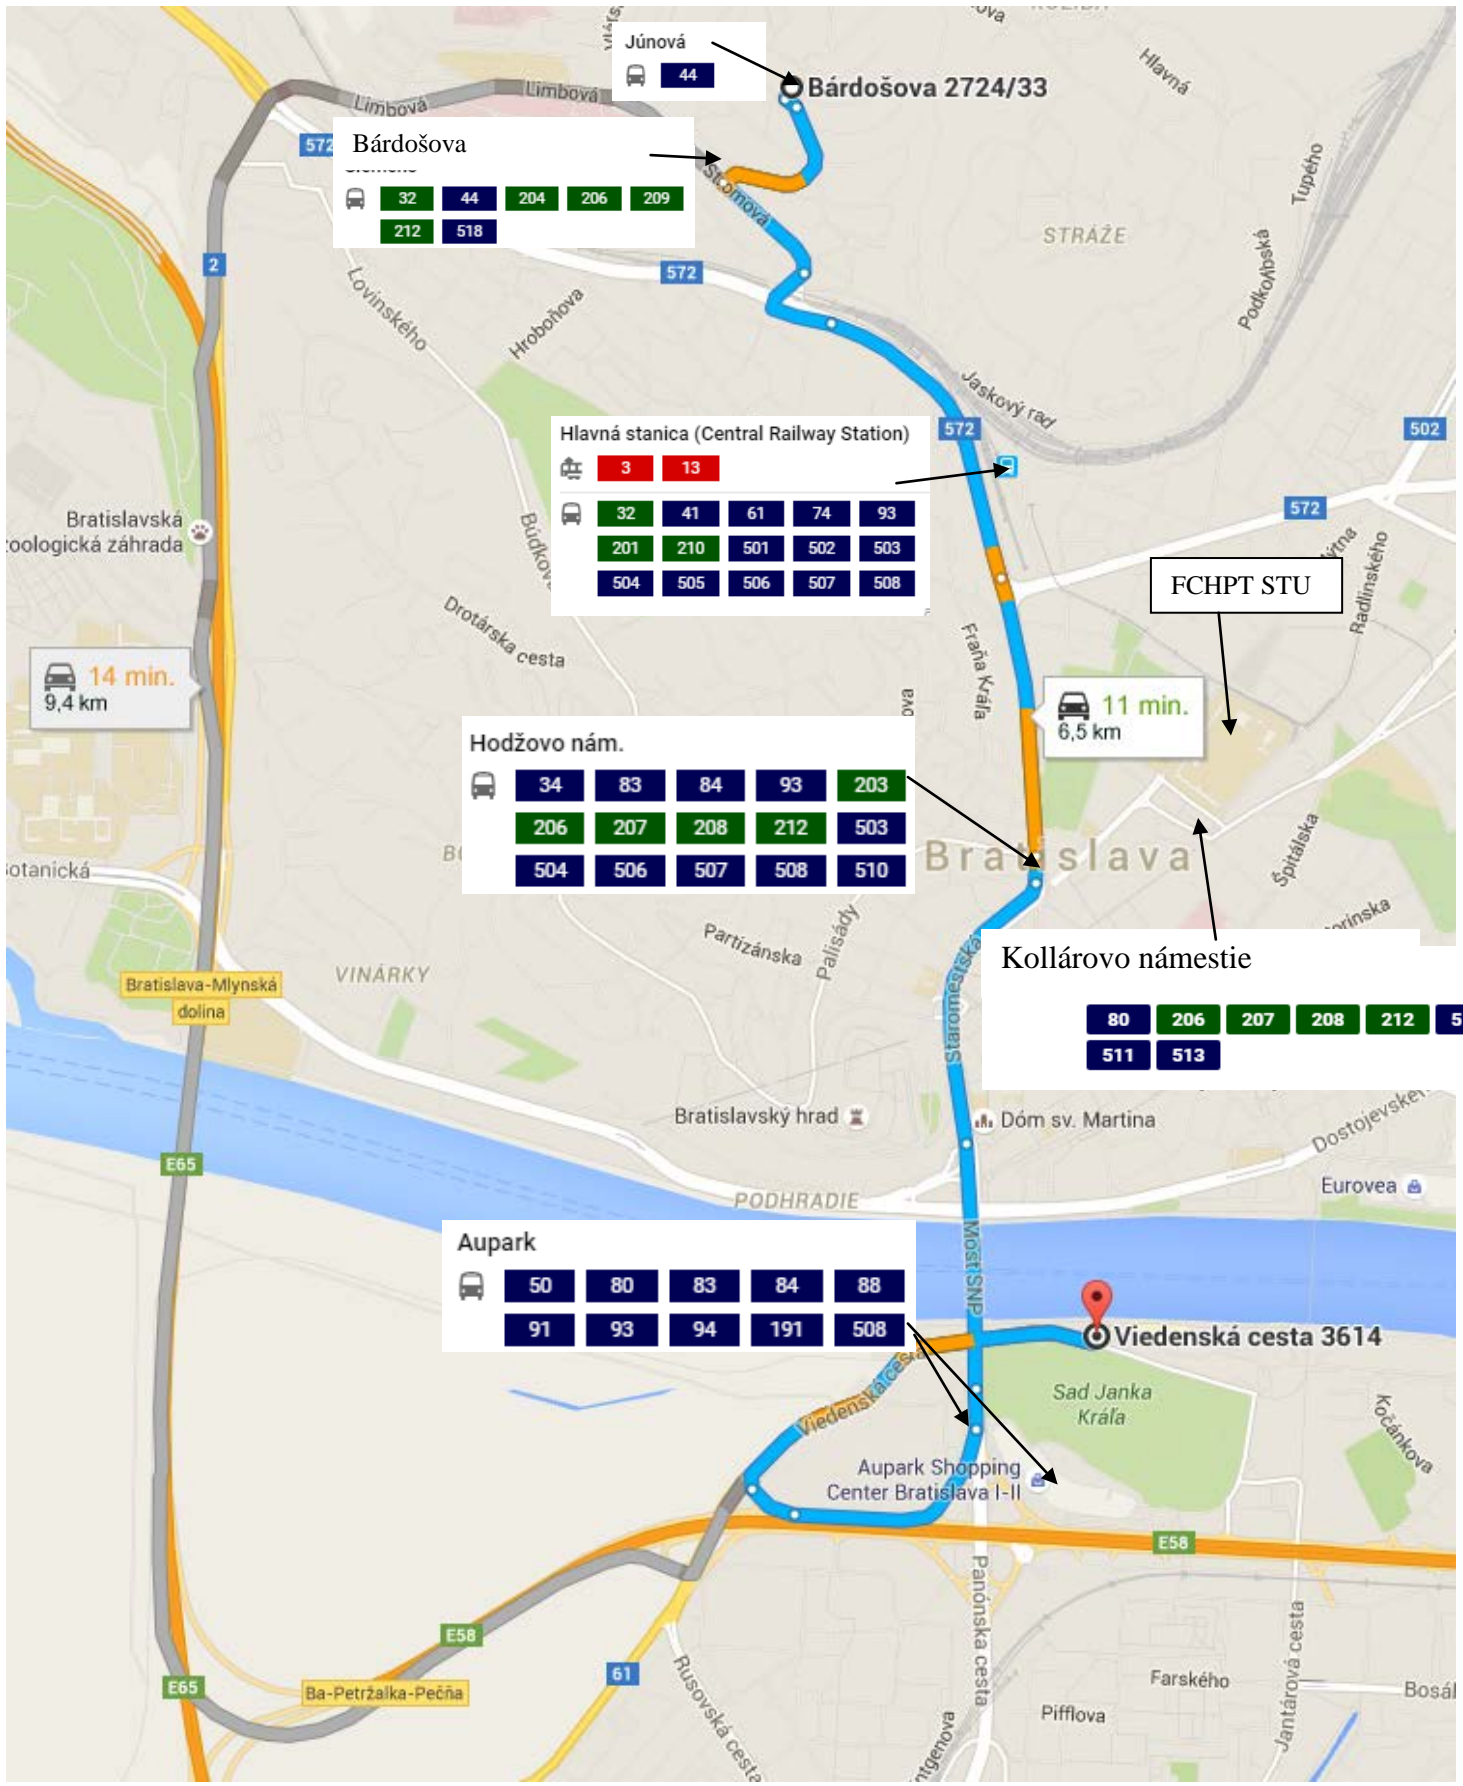 Júnová
44
Bárdošova 2724/33
Hlavná
Limbová
Limbová
572
Bárdošova
32 44 204 206 209
212 518
Stromová
Tupého
STRÁŽE
Podkolibská
2
572
Lovinského
Hroboňova
Jaskový rad
572
502
Hlavná stanica (Central Railway Station)
3 13
32 41 61 74 93
201 210 501 502 503
504 505 506 507 508
572
Bratislavská
zoologická záhrada
Búdkova
Radlinského
FCHPT STU
Drotárska cesta
Fraňa Kráľa
14 min.
9,4 km
11 min.
6,5 km
Hodžovo nám.
34 83 84 93 203
206 207 208 212 503
504 506 507 508 510
Bratislava
Špitálska
Botanická
Partizánska
Palisády
Staromestská
Kollárovo námestie
80 206 207 208 212 5
511 513
VINÁRKY
Bratislava-Mlynská
dolina
Bratislavský hrad
Dóm sv. Martina
Dostojevské
E65
PODHRADIE
Eurovea
Most SNP
Aupark
50 80 83 84 88
91 93 94 191 508
Viedenská cesta 3614
Viedenská cesta
Sad Janka
Kráľa
Kočánkova
Aupark Shopping
Center Bratislava I-II
E58
Panónska cesta
E58
E65
Ba-Petržalka-Pečňa
61
Rusovská cesta
Farského
Pifflova
Jantárová cesta
Bosál
ntgenova